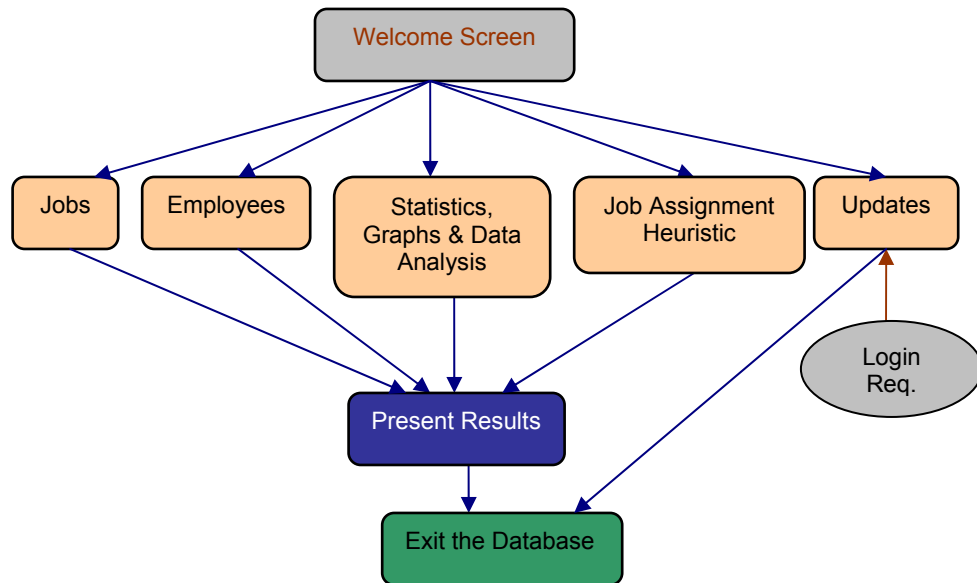 Welcome Screen
Jobs
Employees
Statistics,
Graphs & Data
Analysis
Job Assignment
Heuristic
Updates
Login
Req.
Present Results
Exit the Database